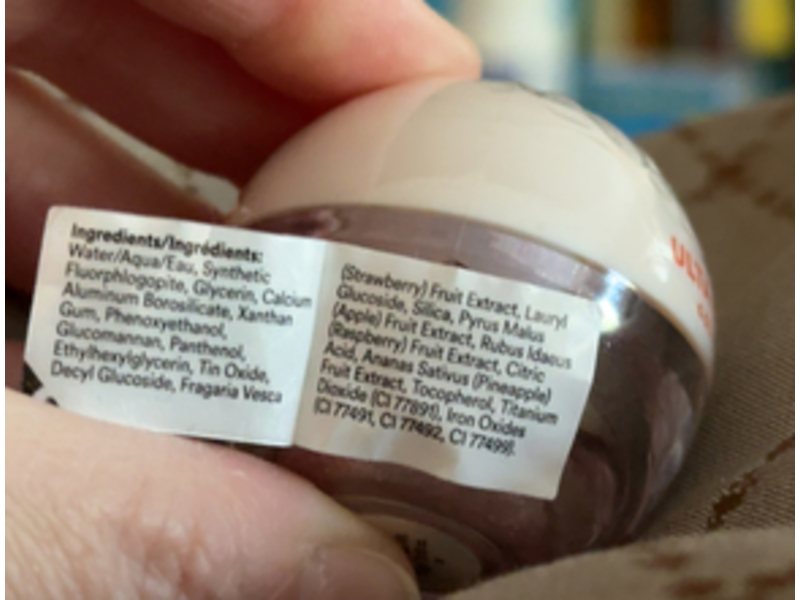 Ingredients/Ingrédients:
Water/Aqua/Eau, Synthetic
Fluorphlogopite, Glycerin, Calcium
Aluminum Borosilicate, Xanthan
Gum, Phenoxyethanol,
Glucomannan, Panthenol,
Ethylhexylglycerin, Tin Oxide,
Decyl Glucoside, Fragaria Vesca
(Strawberry) Fruit Extract, Lauryl
Glucoside, Silica, Pyrus Malus
(Apple) Fruit Extract, Rubus Idaeus
(Raspberry) Fruit Extract, Citric
Acid, Ananas Sativus (Pineapple)
Fruit Extract, Tocopherol, Titanium
Dioxide (CI 77891), Iron Oxides
(CI 77491, CI 77492, CI 77499).